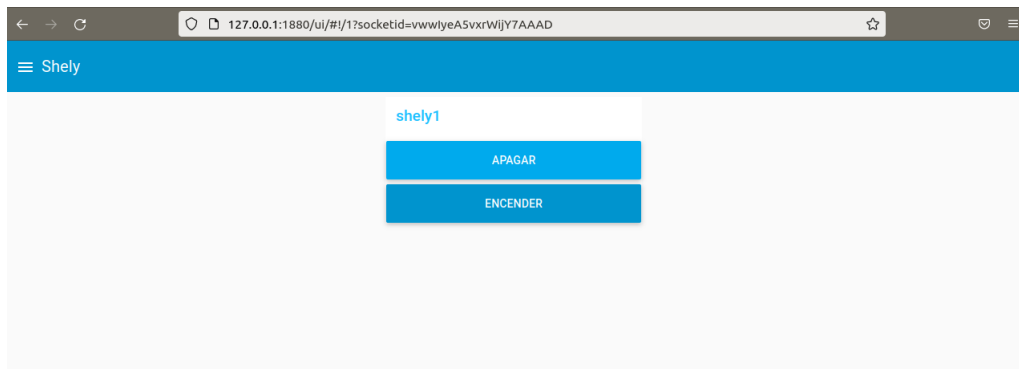 127.0.0.1:1880/ui/#!/1?socketid=vwwIyeA5vxrWijY7AAAD
Shely
shely1
APAGAR
ENCENDER